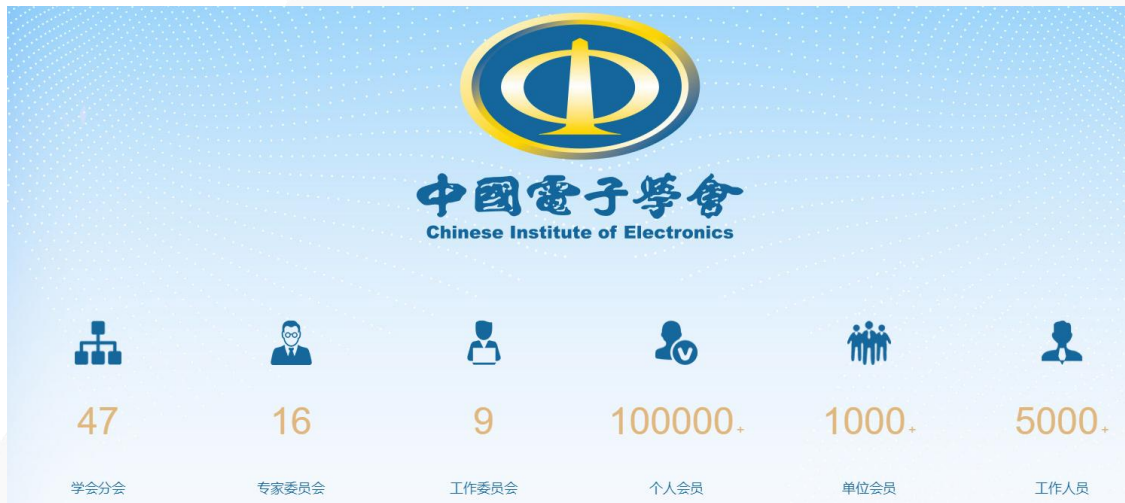 中國電子學會
Chinese Institute of Electronics
47 16 9 100000+ 1000+ 5000+
学会分会 专家委员会 工作委员会 个人会员 单位会员 工作人员